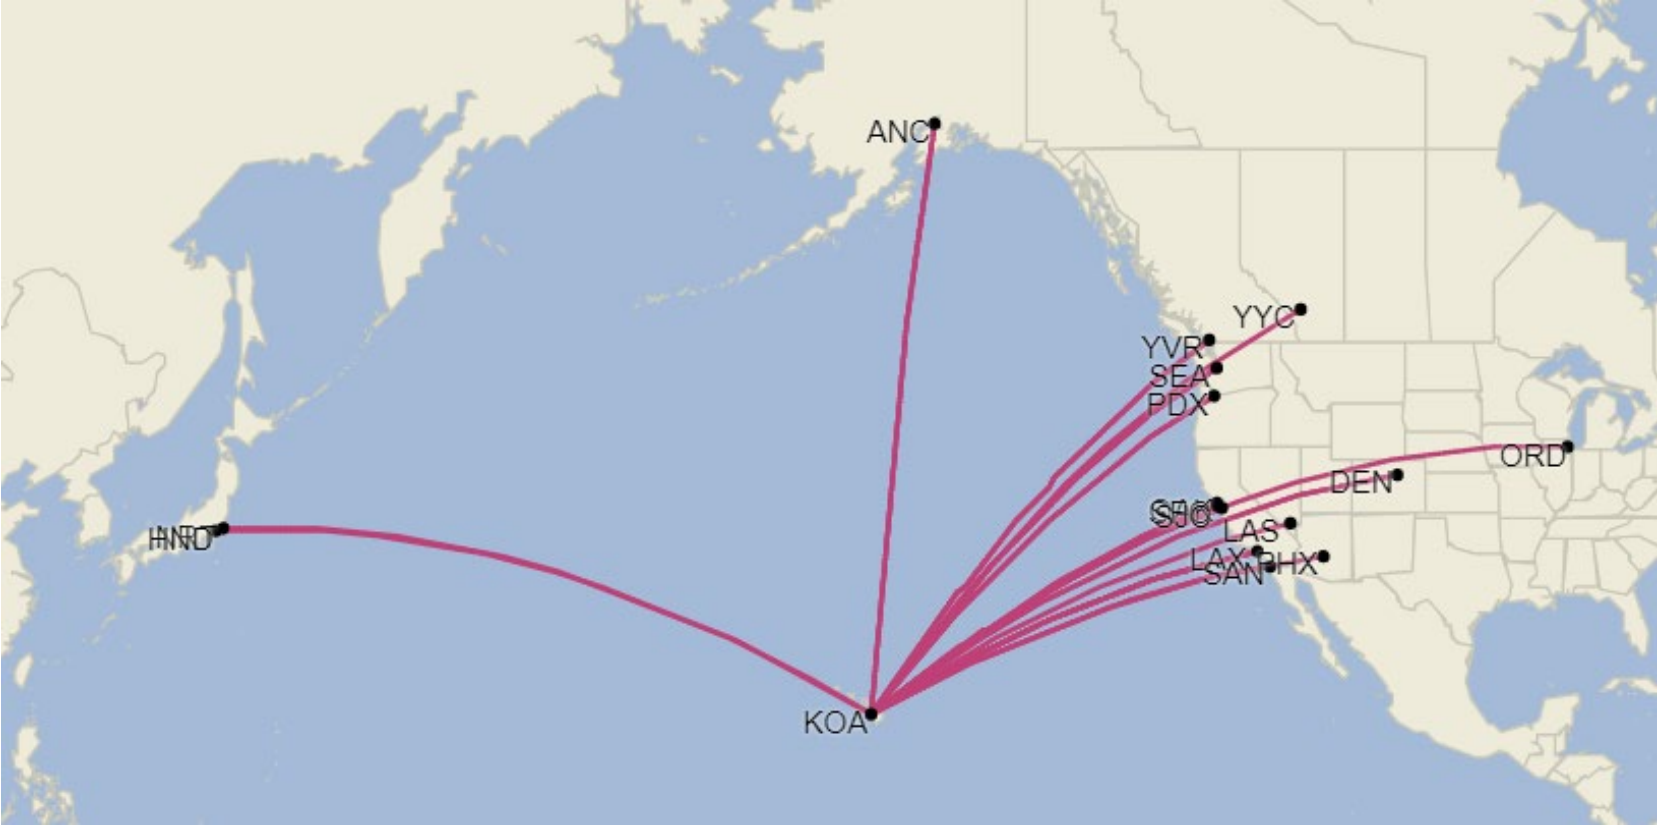 ANC
YYC
YVR
SEA
PDX
ORD
DEN
SJC
LAS
HND
LAX
PHX
SAN
KOA